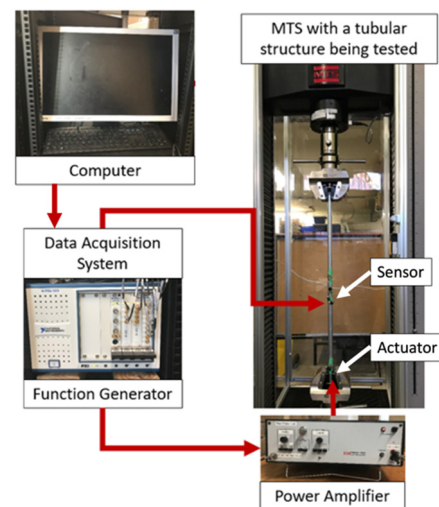 MTS with a tubular
structure being tested
Computer
Data Acquisition
System
Sensor
Actuator
Function Generator
Power Amplifier